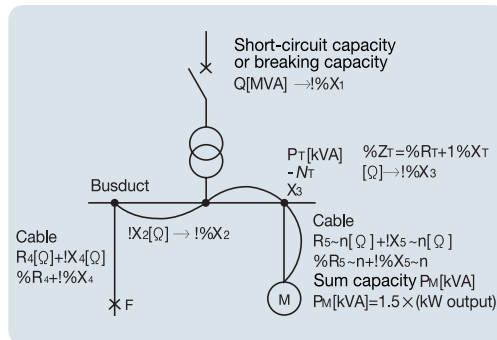 Short-circuit capacity
or breaking capacity
Q[MVA] →!%X1
PT[kVA]
-NT
X3
%ZT=%RT+1%XT
[Ω]→!%X3
Busduct
!X2[Ω] → !%X2
Cable
R4[Ω]+!X4[Ω]
%R4+!%X4
F
Cable
R5~n[Ω]+!X5~n[Ω]
%R5~n+!%X5~n
Sum capacity PM[kVA]
PM[kVA]=1.5×(kW output)
M